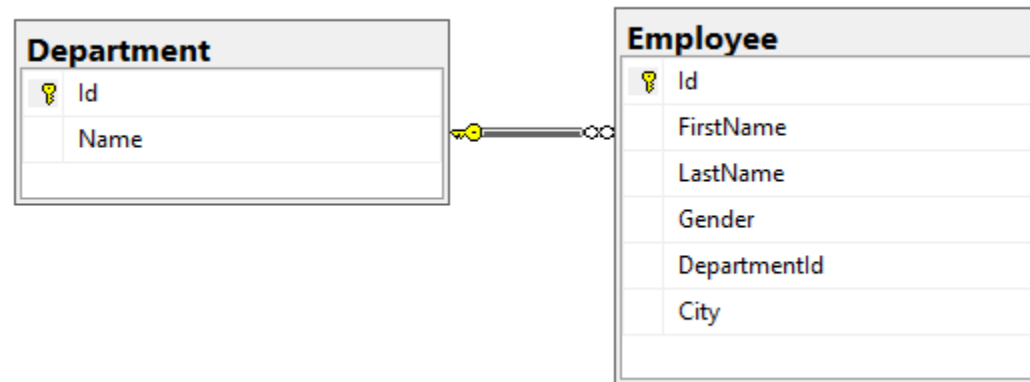 Department
Id
Name
Employee
Id
FirstName
LastName
Gender
DepartmentId
City